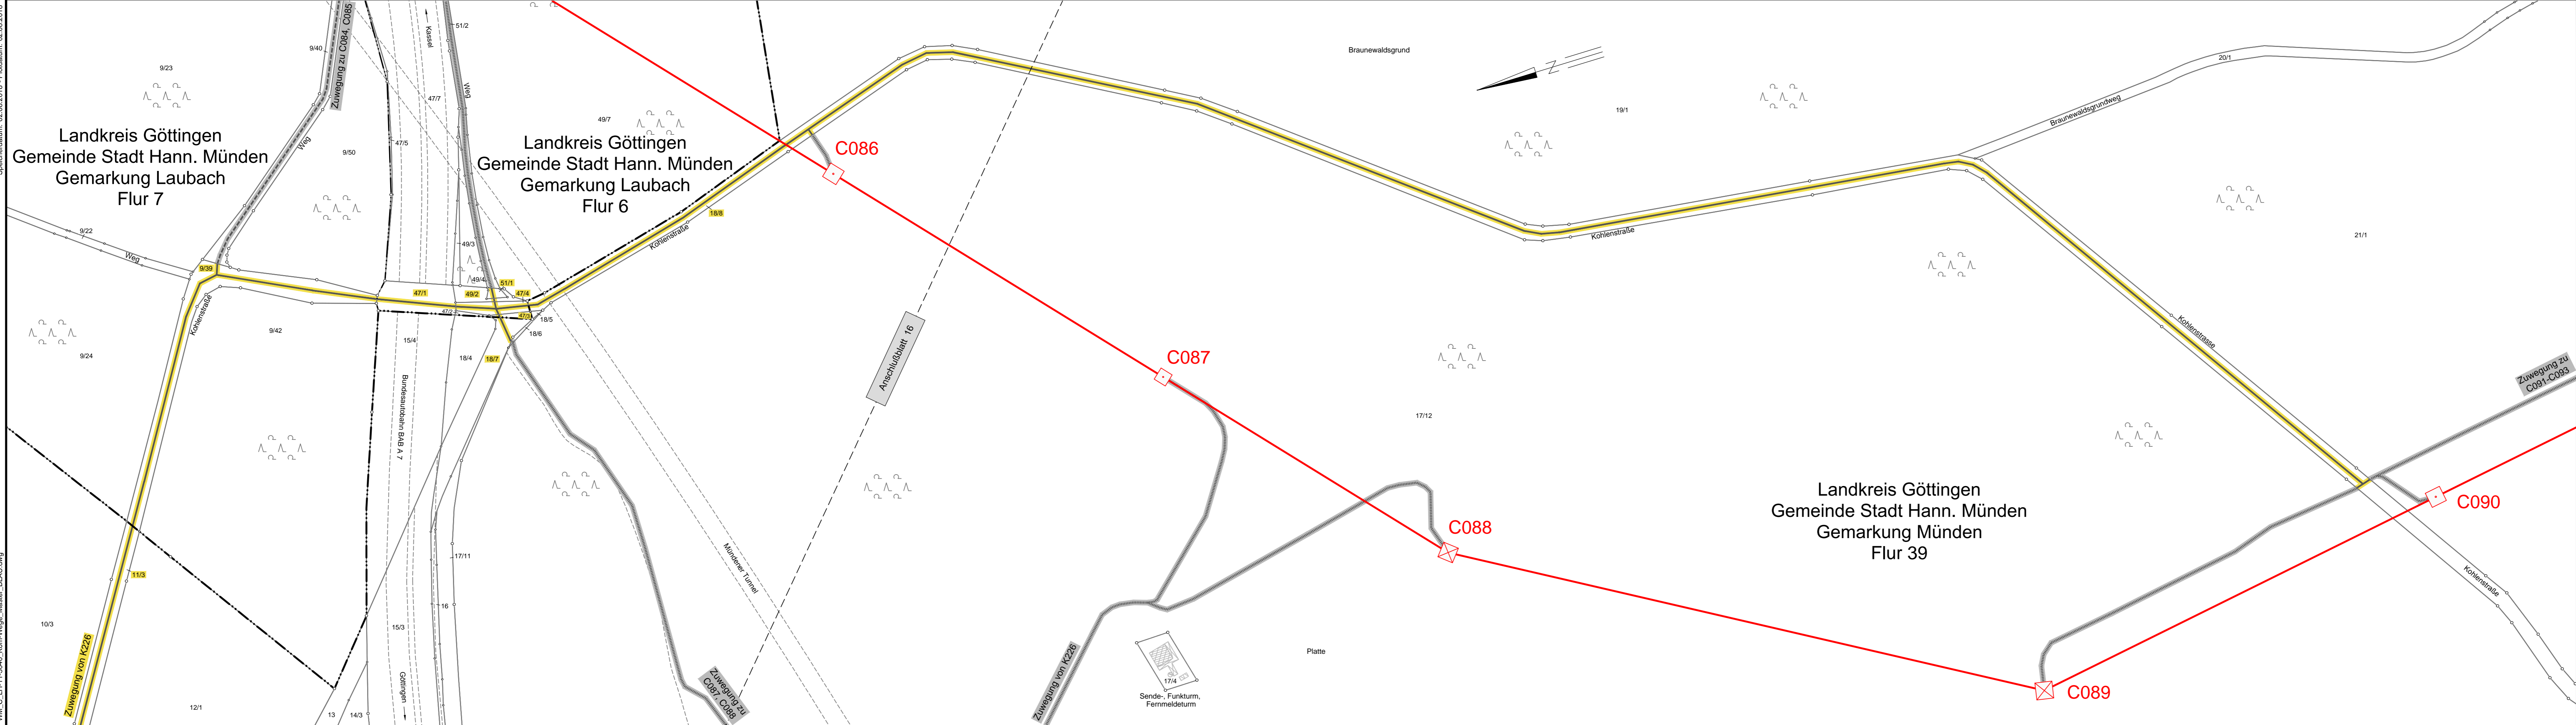 9/23
9/40
Zuwegung zu C084, C085
Kassel
51/2
Landkreis Göttingen
Gemeinde Stadt Hann. Münden
Gemarkung Laubach
Flur 7
Weg
9/50
47/5
47/7
Weg
49/7
Landkreis Göttingen
Gemeinde Stadt Hann. Münden
Gemarkung Laubach
Flur 6
C086
18/8
Kohlenstraße
Braunewaldsgrund
N
19/1
20/1
Braunewaldsgrundweg
Kohlenstraße
21/1
9/22
Weg
9/39
Kohlenstraße
49/3
49/4
51/1
47/1
49/2
47/4
47/2
47/3
18/5
18/6
9/42
9/24
15/4
18/4
18/7
Bundesautobahn BAB A 7
Anschlußblatt 16
C087
17/12
Kohlenstrasse
Zuwegung zu
C091-C093
C088
Landkreis Göttingen
Gemeinde Stadt Hann. Münden
Gemarkung Münden
Flur 39
C090
Kohlenstraße
11/3
17/11
Mündener Tunnel
10/3
Zuwegung von K226
16
15/3
Göttingen
12/1
13
14/3
Zuwegung zu
C087, C088
Zuwegung von K226
17/4
Sende-, Funkturm,
Fernmeldeturm
Platte
C089